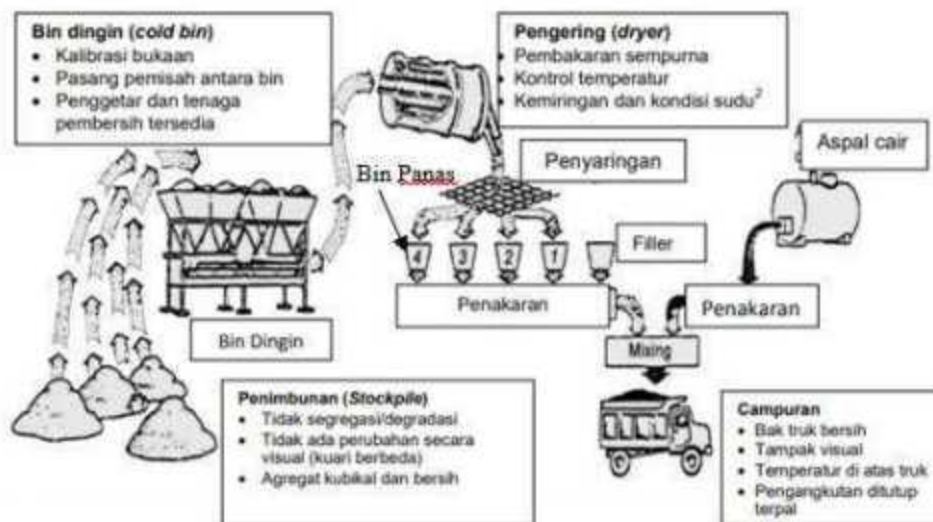 Bin dingin (cold bin)
• Kalibrasi bukaan
• Pasang pemisah antara bin
• Penggetar dan tenaga
pembersih tersedia
Pengering (dryer)
• Pembakaran sempurna
• Kontrol temperatur
• Kemiringan dan kondisi sudu²
Aspal cair
Penyaringan
Bin Panas
4
3
2
1
Filler
Penakaran
Penakaran
Bin Dingin
Mixing
Penimbunan (Stockpile)
• Tidak segregasi/degradasi
• Tidak ada perubahan secara
visual (kuari berbeda)
• Agregat kubikal dan bersih
Campuran
• Bak truk bersih
• Tampak visual
• Temperatur di atas truk
• Pengangkutan ditutup
terpal